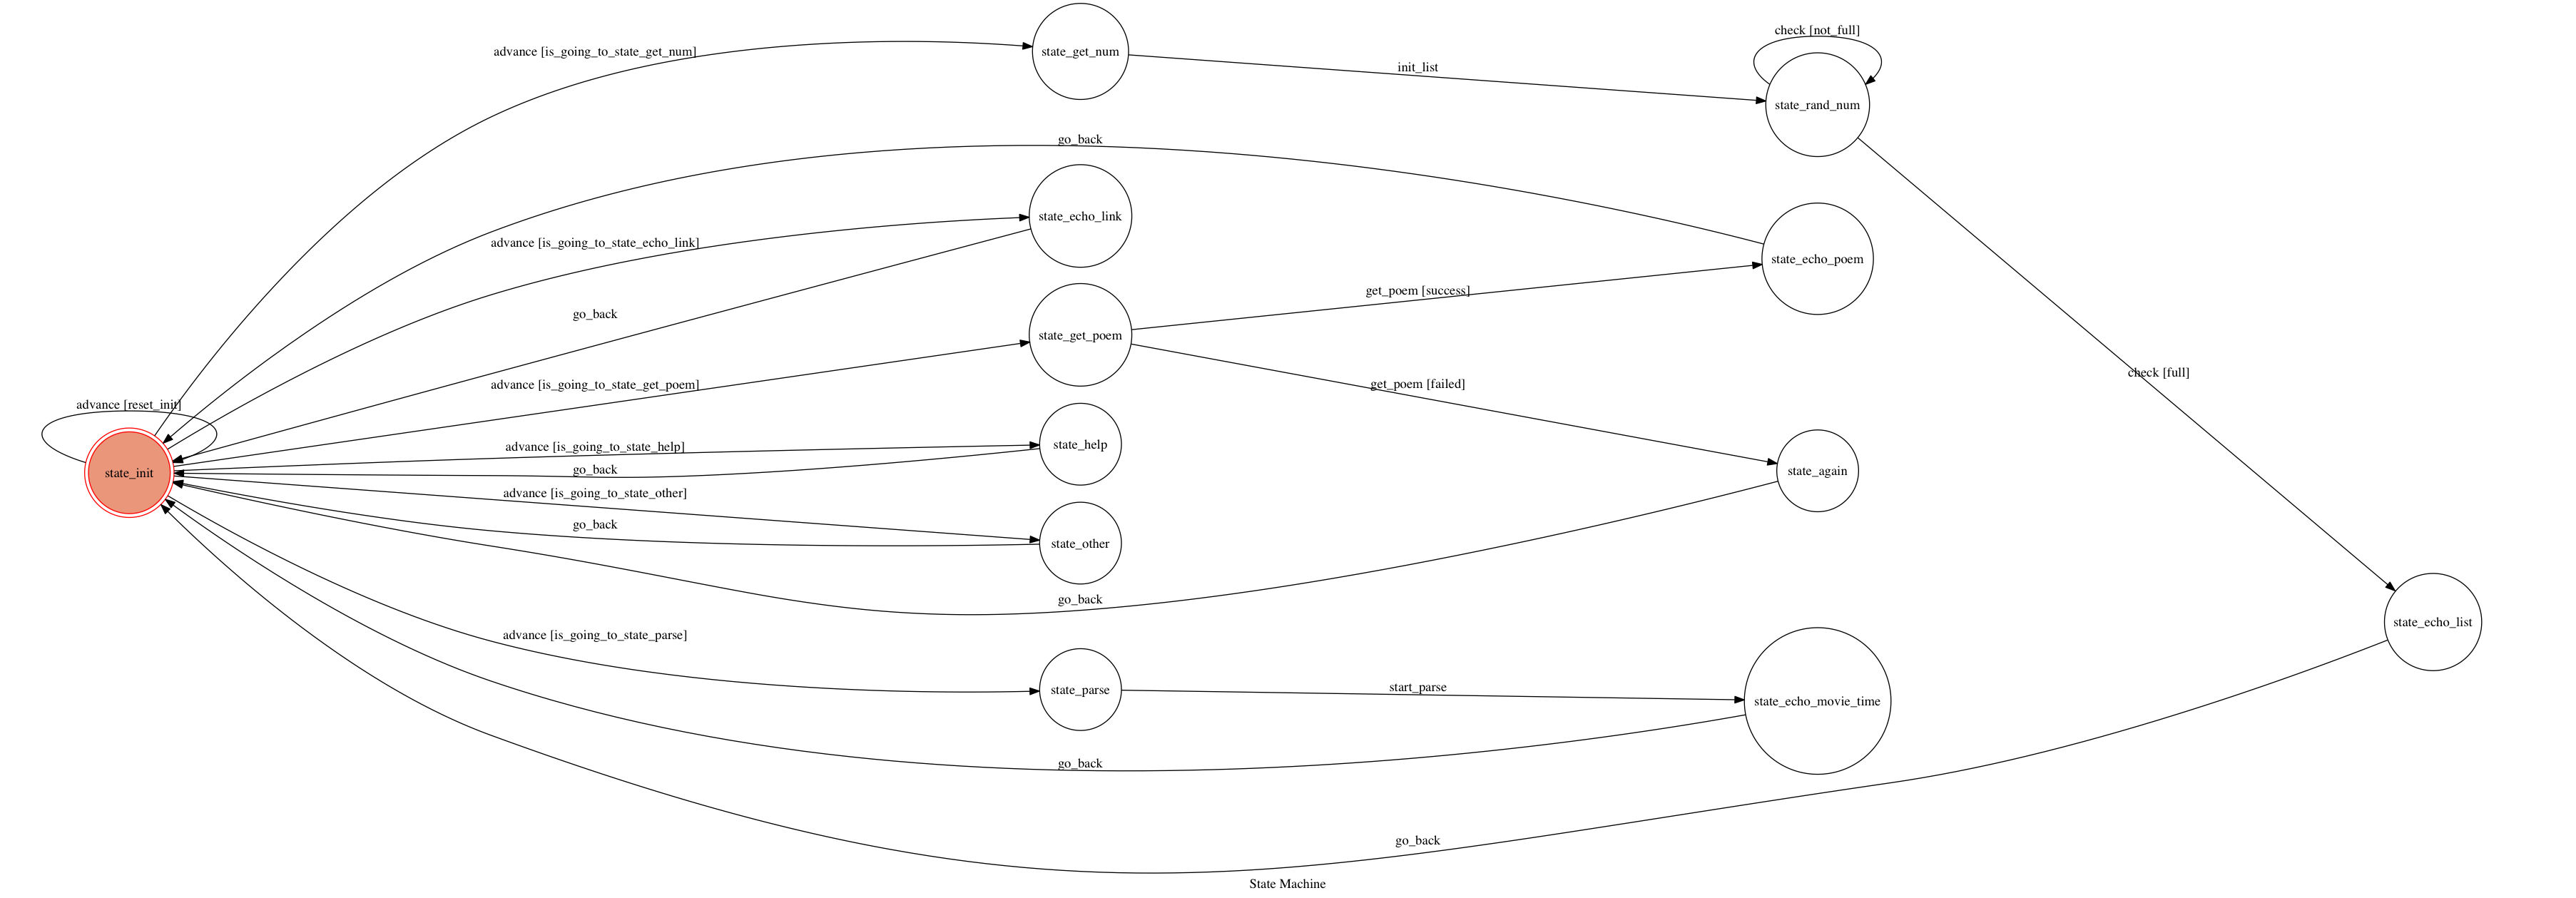 advance [is_going_to_state_get_num]
state_get_num
init_list
check [not_full]
state_rand_num
go_back
state_echo_link
advance [is_going_to_state_echo_link]
go_back
state_echo_poem
get_poem [success]
state_get_poem
advance [is_going_to_state_get_poem]
get_poem [failed]
check [full]
advance [reset_init]
state_init
advance [is_going_to_state_help]
state_help
go_back
state_again
advance [is_going_to_state_other]
go_back
state_other
go_back
state_echo_list
advance [is_going_to_state_parse]
state_parse
start_parse
state_echo_movie_time
go_back
go_back
State Machine